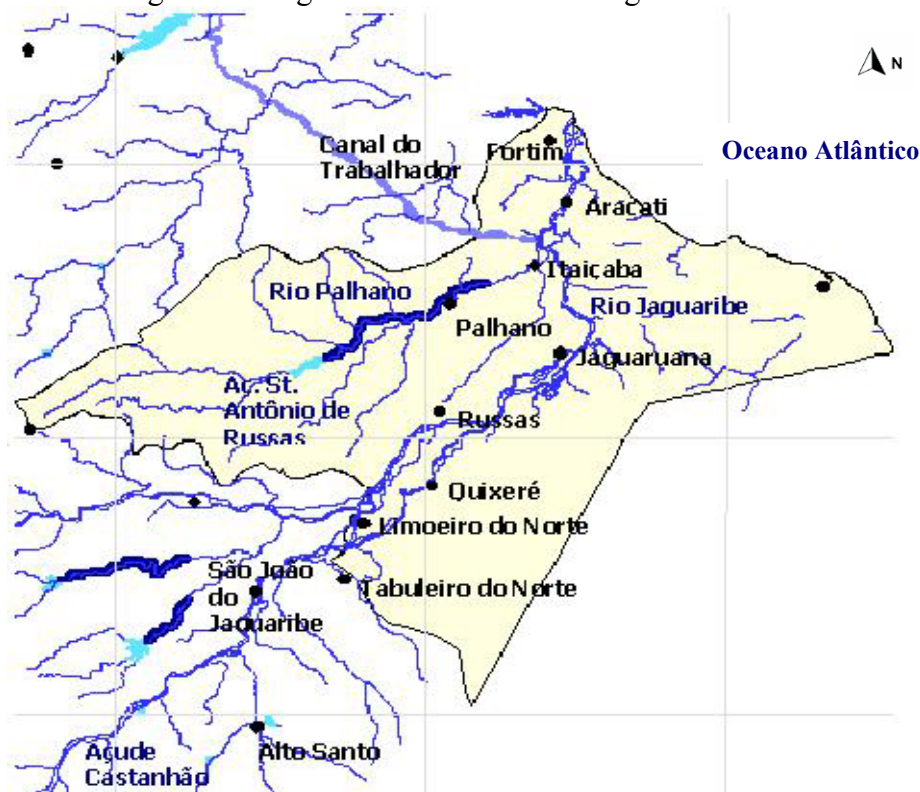 N
Oceano Atlântico
Canal do
Trabalhador
Fortim
Aracati
Itaiçaba
Rio Palhano
Rio Jaguaribe
Palhano
Jaguaruana
Aç. St.
Antônio de
Russas
Russas
Quixeré
Limoeiro do Norte
São João
do
Jaguaribe
Tabuleiro do Norte
Açude
Castanhão
Alto Santo